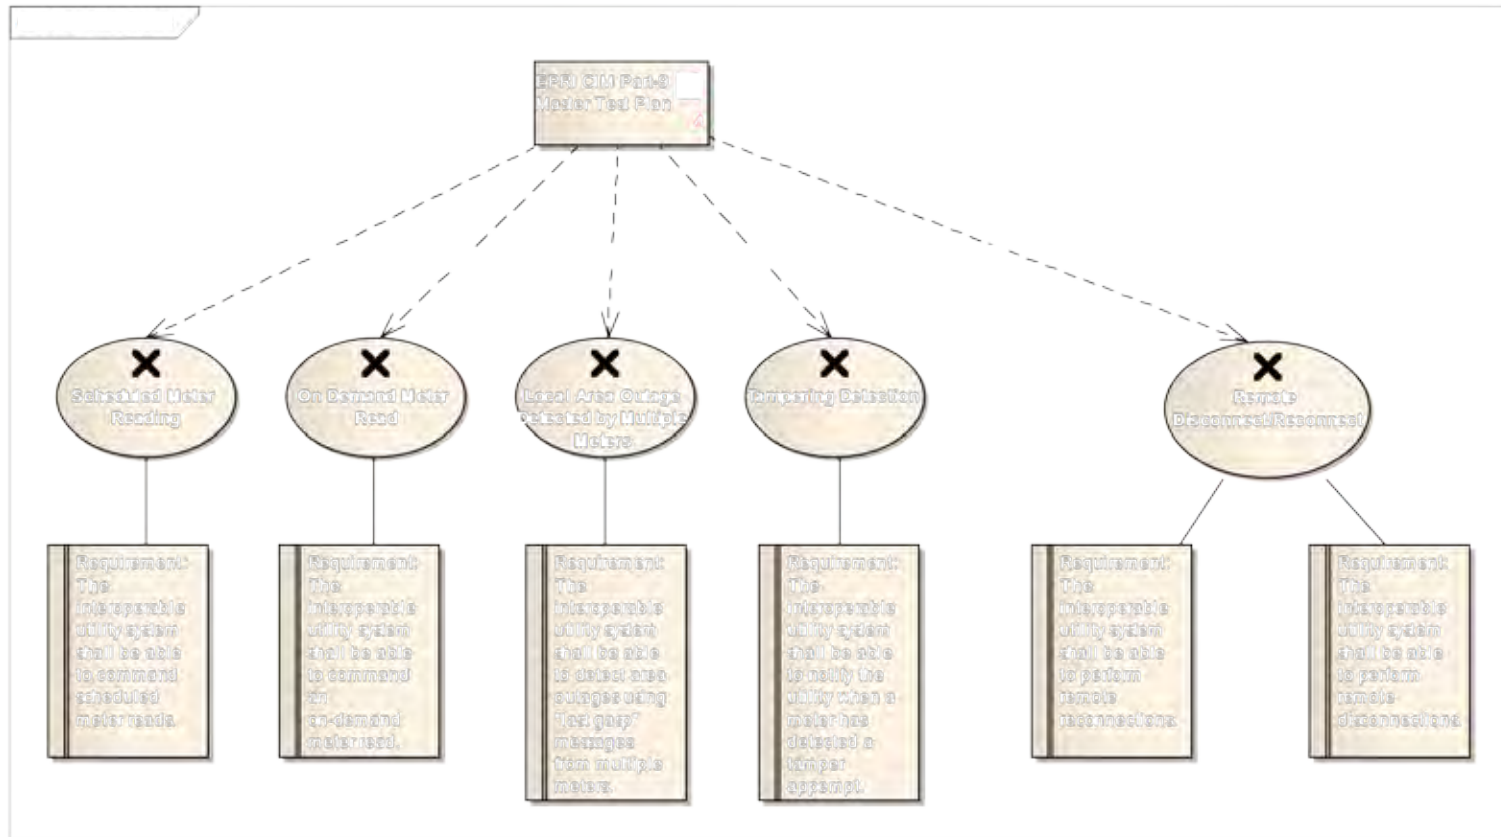 EPRI CIM Part-9
Master Test Plan
Scheduled Meter
Reading
On Demand Meter
Read
Local Area Outage
Detected by Multiple
Meters
Tampering Detection
Remote
Disconnect/Reconnect
Requirement:
The
interoperable
utility system
shall be able
to command
scheduled
meter reads.
Requirement:
The
interoperable
utility system
shall be able
to command
an
on-demand
meter read.
Requirement:
The
interoperable
utility system
shall be able
to detect area
outages using
"last gasp"
messages
from multiple
meters.
Requirement:
The
interoperable
utility system
shall be able
to notify the
utility when a
meter has
detected a
tamper
appempt.
Requirement:
The
interoperable
utility system
shall be able
to perform
remote
reconnections.
Requirement:
The
interoperable
utility system
shall be able
to perform
remote
disconnections.